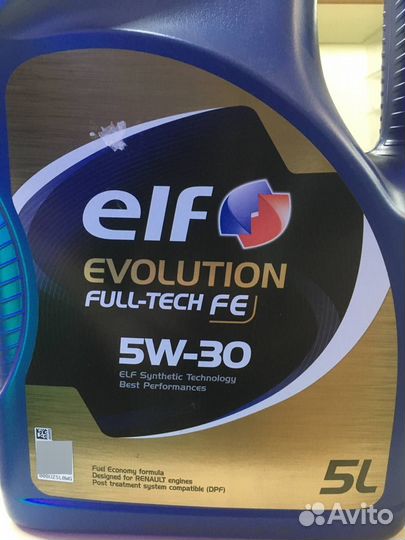 elf
EVOLUTION
FULL-TECH FE
5W-30
ELF Synthetic Technology
Best Performances
Fuel Economy formula
Designed for RENAULT engines
Post treatment system compatible (DPF)
5L
Avito